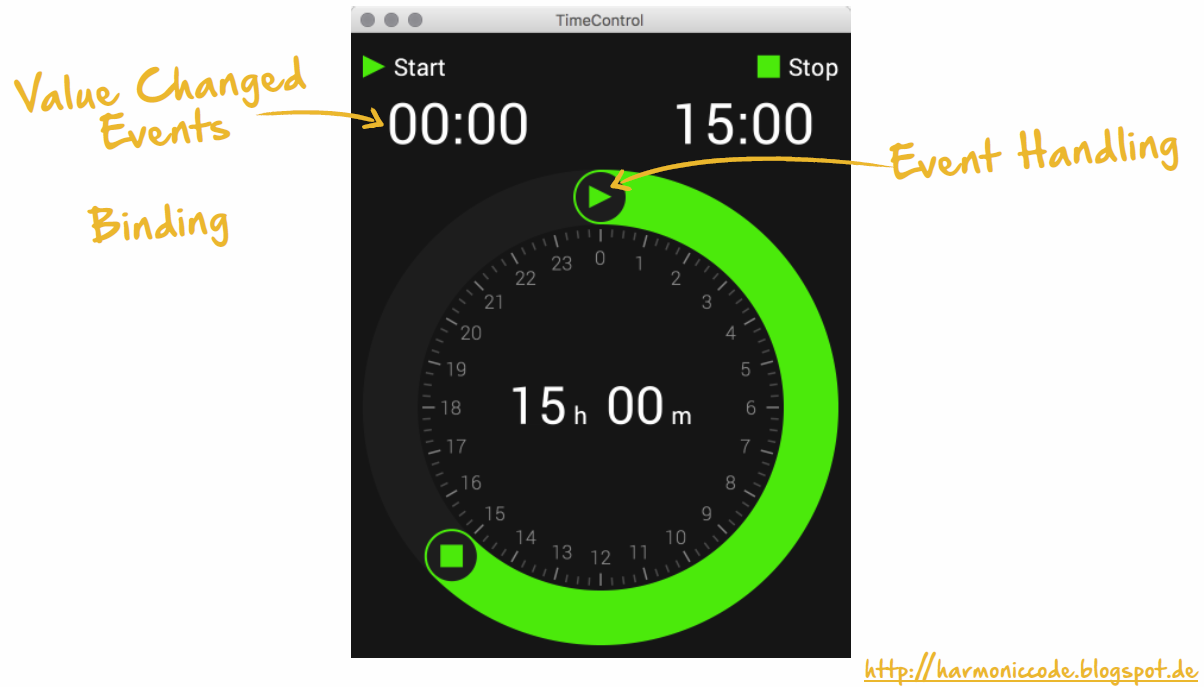 TimeControl
Start
Stop
Value Changed
Events
00:00
15:00
Event Handling
Binding
0
1
2
3
4
5
6
7
8
9
10
11
12
13
14
15
16
17
18
19
20
21
22
23
15 h 00 m
http://harmoniccode.blogspot.de